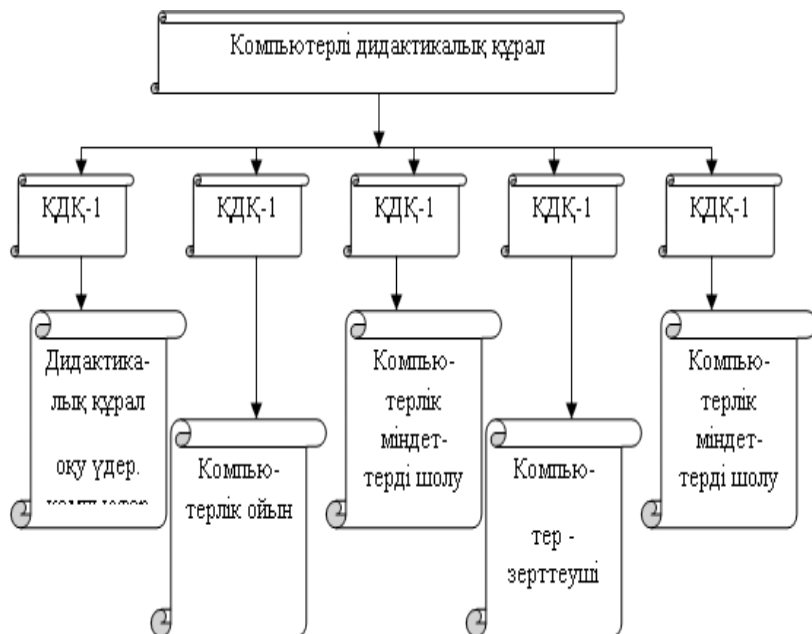 Компьютерлі дидактикалық құрал
ҚДҚ-1
ҚДҚ-1
ҚДҚ-1
ҚДҚ-1
ҚДҚ-1
Дидактика-
лық құрал
оқу үдер.
Компью-
терлік ойын
Компью-
терлік
міндет-
терді шолу
Компью-
тер -
зерттеуші
Компью-
терлік
міндет-
терді шолу